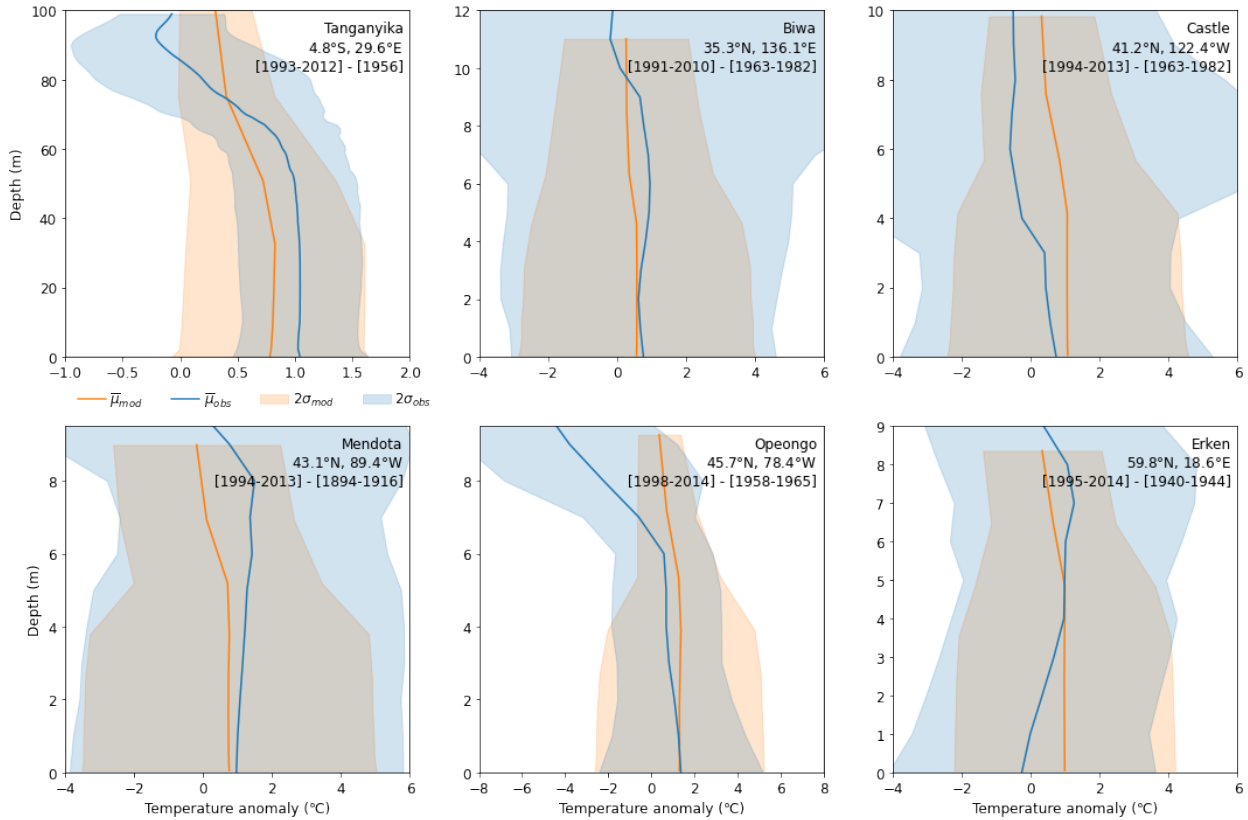 Tanganyika
4.8°S, 29.6°E
[1993-2012] - [1956]
Depth (m)
100
80
60
40
20
0
−1.0 −0.5 0.0 0.5 1.0 1.5 2.0
Biwa
35.3°N, 136.1°E
[1991-2010] - [1963-1982]
12
10
8
6
4
2
0
−4 −2 0 2 4 6 8
Castle
41.2°N, 122.4°W
[1994-2013] - [1963-1982]
10
8
6
4
2
0
−4 −2 0 2 4 6
μ̅mod μ̅obs 2σmod 2σobs
Mendota
43.1°N, 89.4°W
[1994-2013] - [1894-1916]
Depth (m)
8
6
4
2
0
−4 −2 0 2 4 6
Temperature anomaly (°C)
Opeongo
45.7°N, 78.4°W
[1998-2014] - [1958-1965]
8
6
4
2
0
−8 −6 −4 −2 0 2 4 6 8
Temperature anomaly (°C)
Erken
59.8°N, 18.6°E
[1995-2014] - [1940-1944]
9
8
7
6
5
4
3
2
1
0
−4 −2 0 2 4 6
Temperature anomaly (°C)